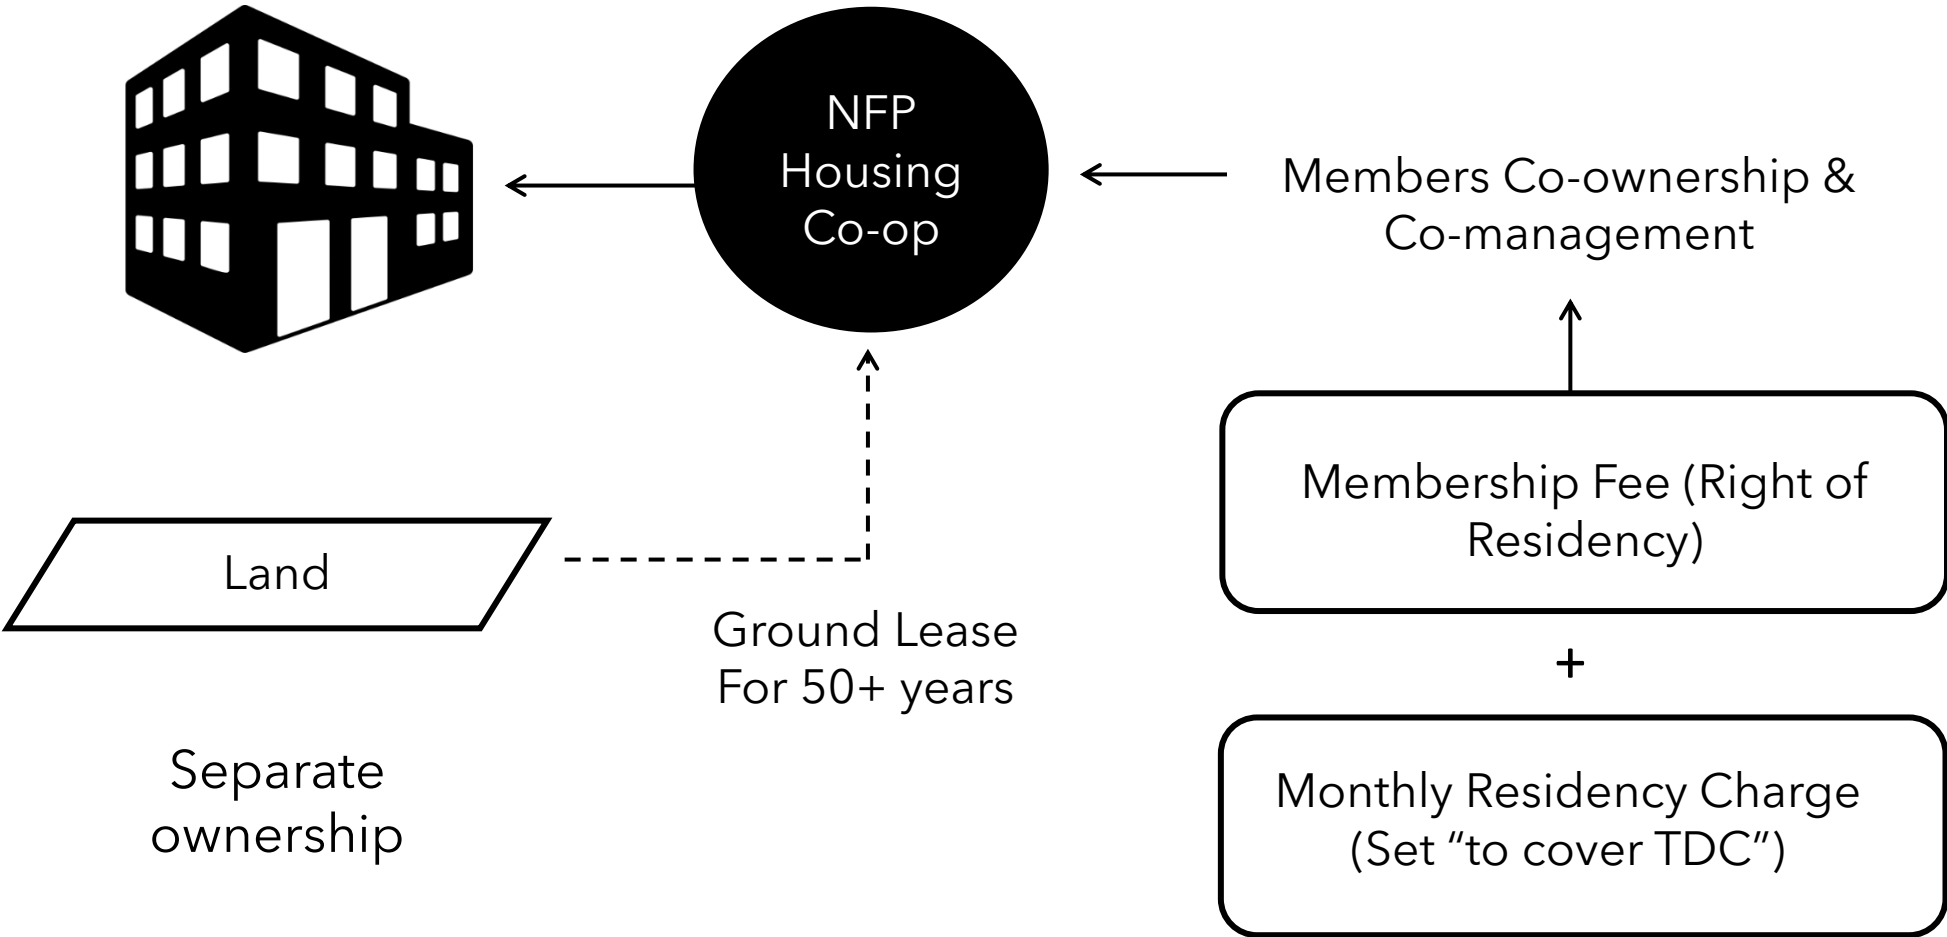 NFP
Housing
Co-op
Members Co-ownership &
Co-management
Land
Ground Lease
For 50+ years
Separate
ownership
Membership Fee (Right of
Residency)
+
Monthly Residency Charge
(Set “to cover TDC”)